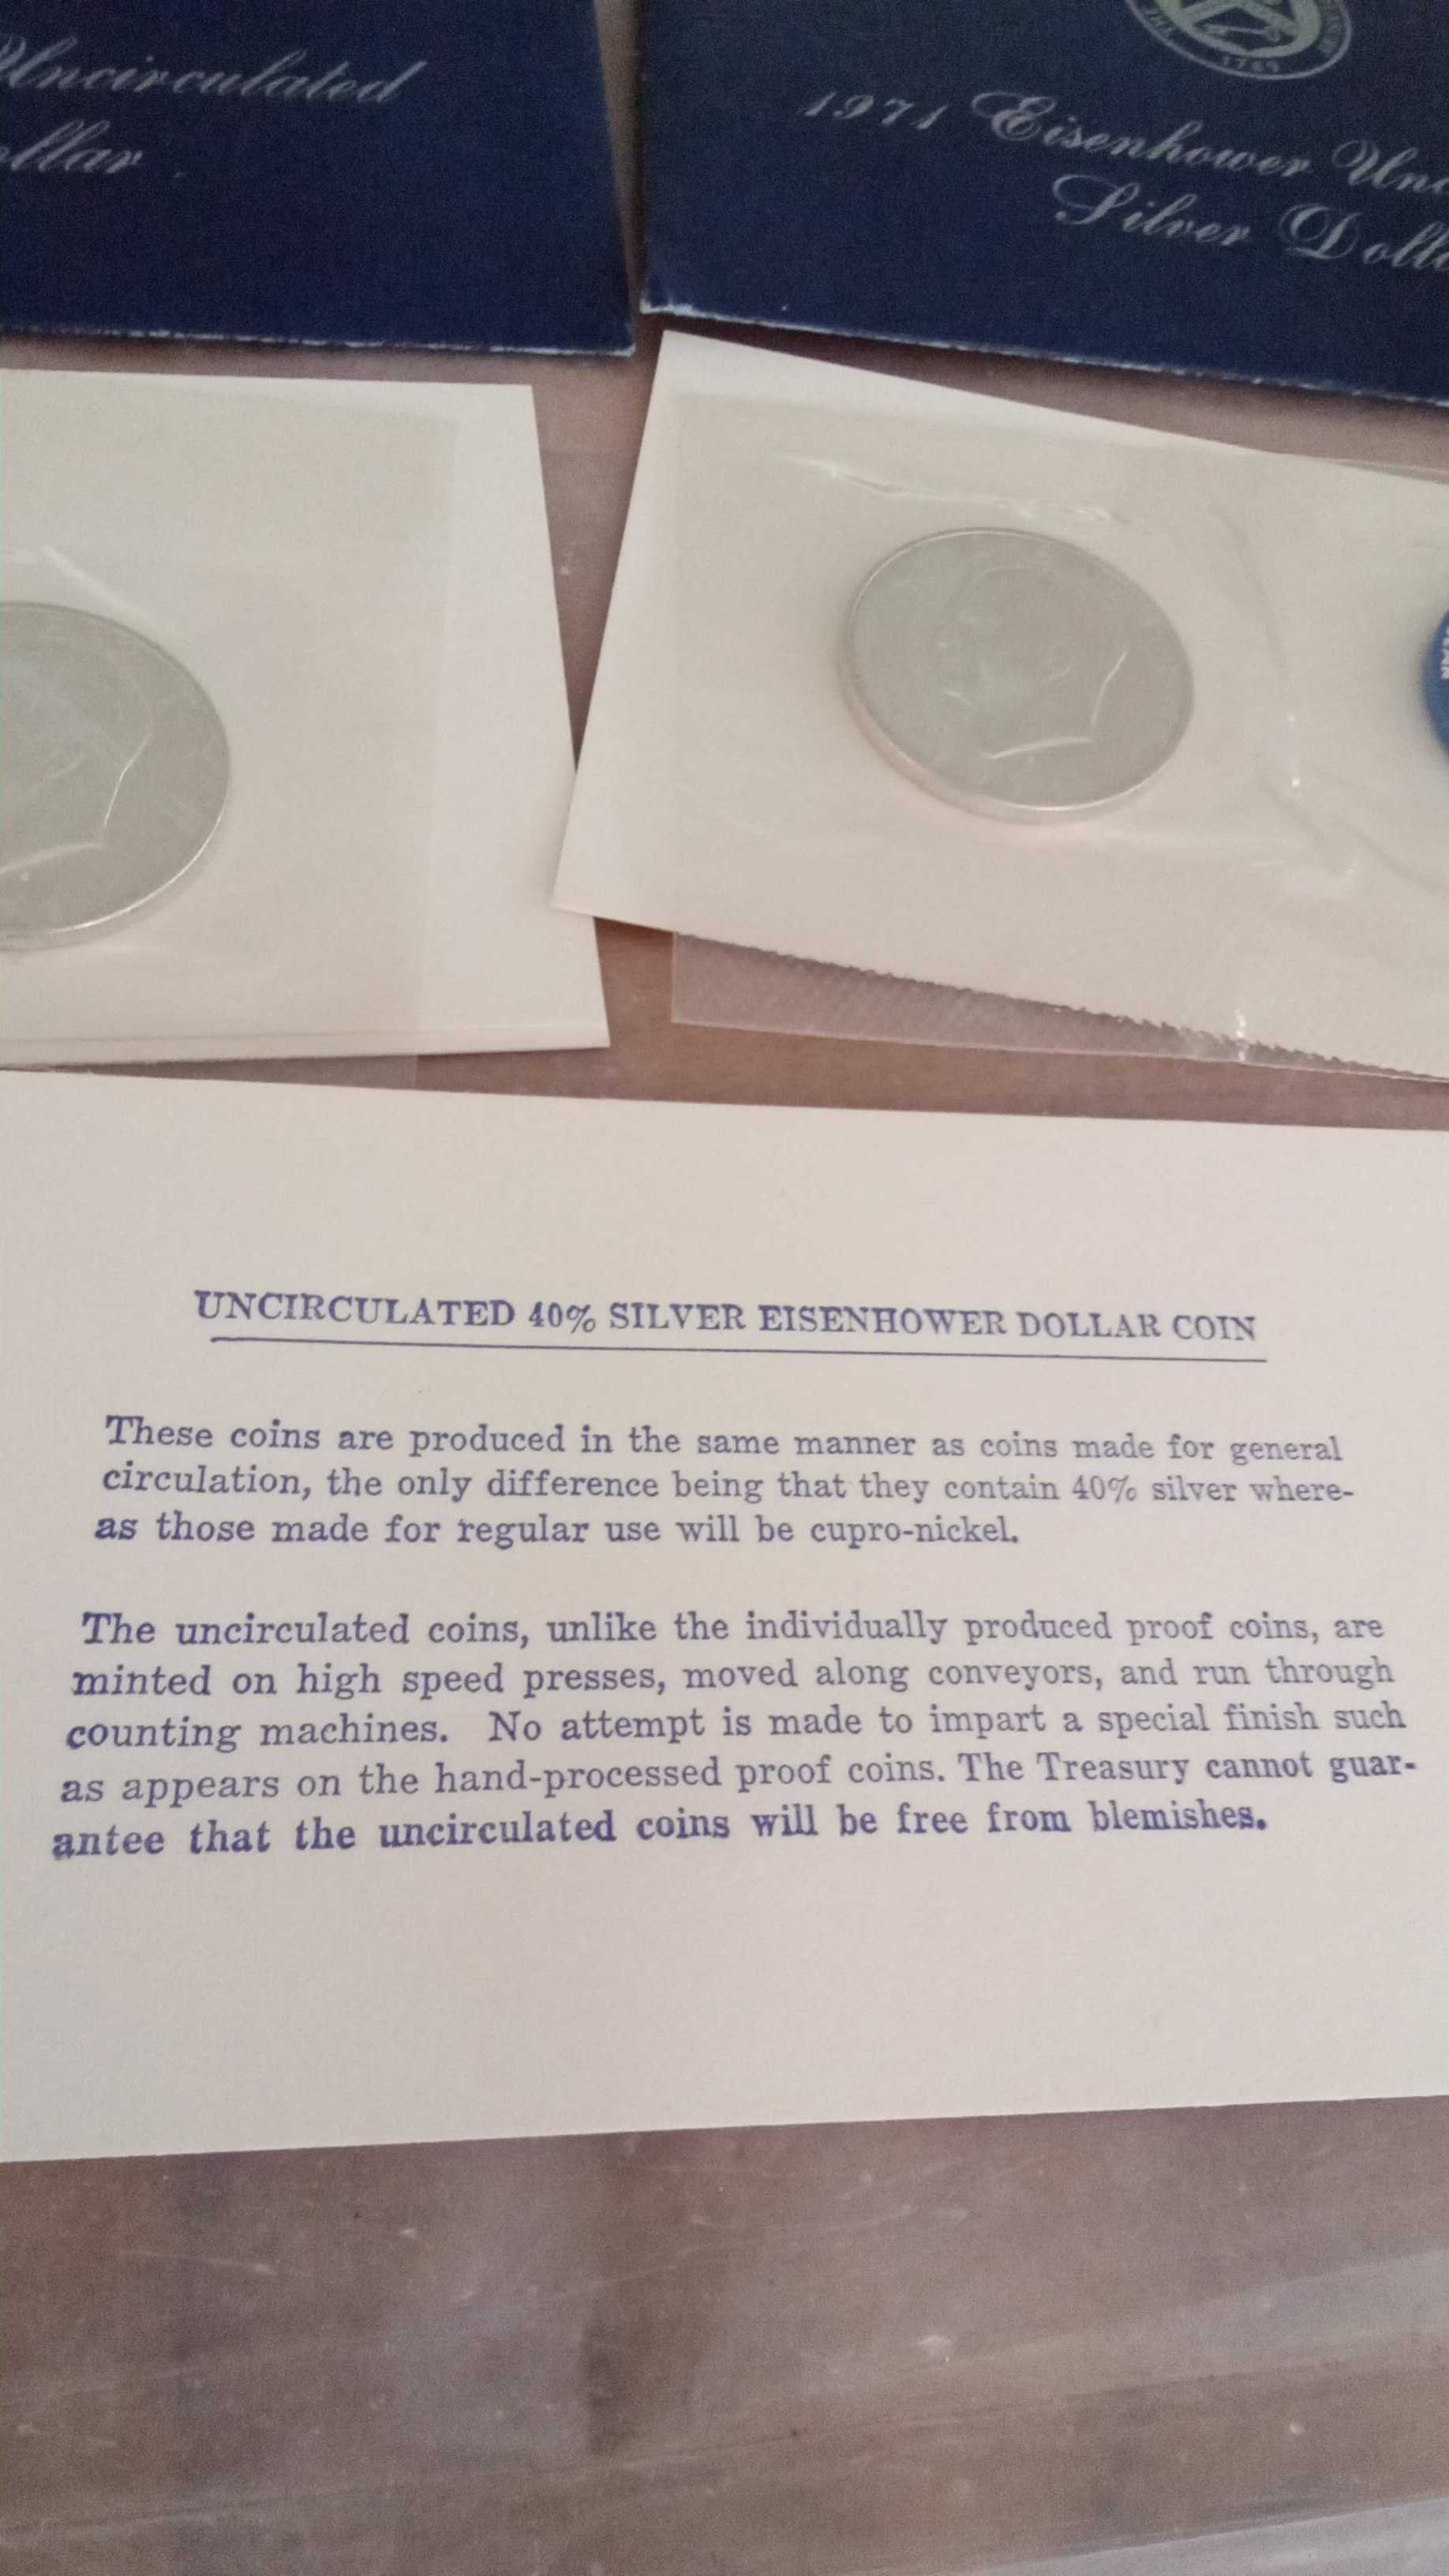 Uncirculated
1789
1971 Eisenhower
Silver
UNCIRCULATED 40% SILVER EISENHOWER DOLLAR COIN
These coins are produced in the same manner as coins made for general
circulation, the only difference being that they contain 40% silver where-
as those made for regular use will be cupro-nickel.
The uncirculated coins, unlike the individually produced proof coins, are
minted on high speed presses, moved along conveyors, and run through
counting machines. No attempt is made to impart a special finish such
as appears on the hand-processed proof coins. The Treasury cannot guar-
antee that the uncirculated coins will be free from blemishes.